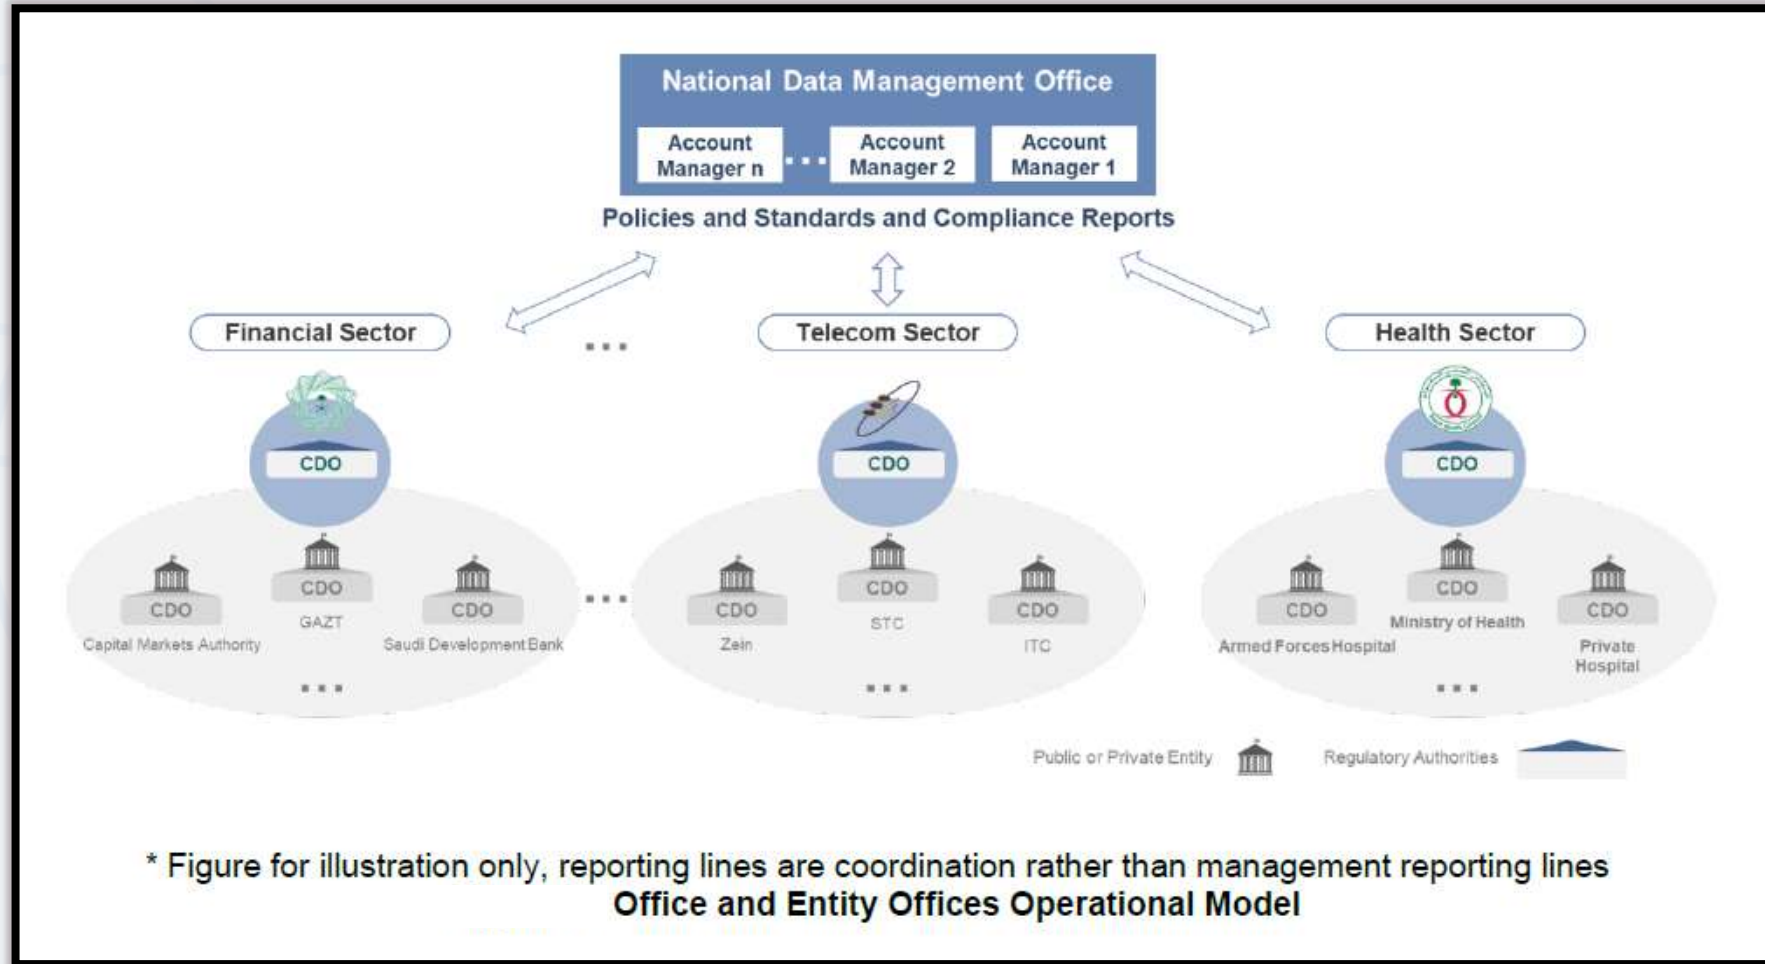 National Data Management Office
Account Manager n
...
Account Manager 2
Account Manager 1
Policies and Standards and Compliance Reports
Financial Sector
...
Telecom Sector
Health Sector
CDO
CDO
CDO
CDO
Capital Markets Authority
CDO
GAZT
CDO
Saudi Development Bank
...
...
CDO
Zein
CDO
STC
CDO
ITC
...
CDO
Armed Forces Hospital
CDO
Ministry of Health
CDO
Private
Hospital
...
Public or Private Entity
Regulatory Authorities
* Figure for illustration only, reporting lines are coordination rather than management reporting lines
Office and Entity Offices Operational Model